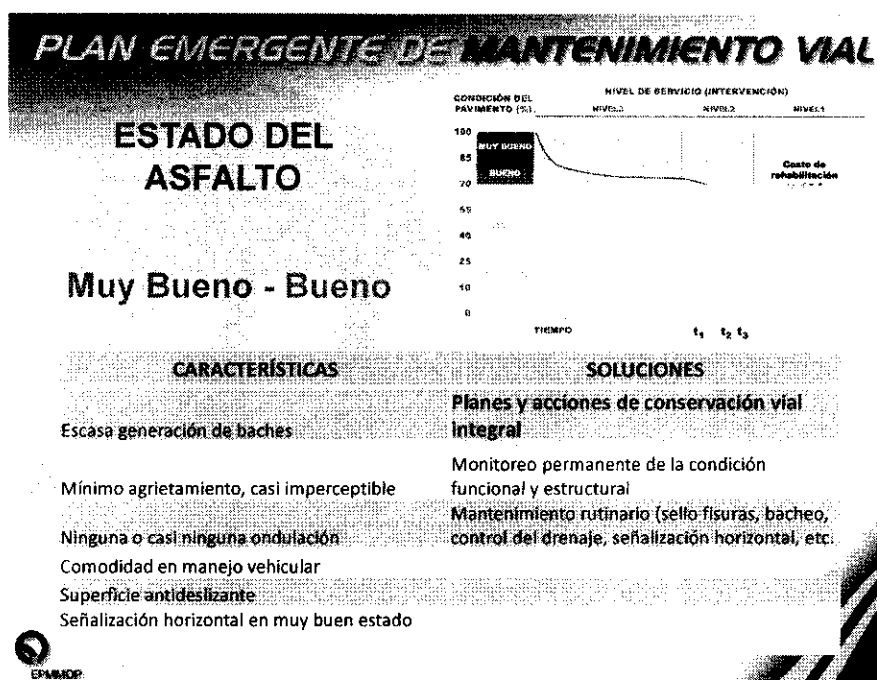 PLAN EMERGENTE DE MANTENIMIENTO VIAL
ESTADO DEL
ASFALTO
Muy Bueno - Bueno
NIVEL DE SERVICIO (INTERVENCIÓN)
CONDICIÓN DEL
PAVIMENTO (%)
NIVEL3 NIVEL2 NIVEL1
100
MUY BUENO
85
BUENO
70
Costo de
rehabilitación
55
40
25
10
0
TIEMPO
t1 t2 t3
CARACTERÍSTICAS
SOLUCIONES
Escasa generación de baches
Planes y acciones de conservación vial
integral
Mínimo agrietamiento, casi imperceptible
Monitoreo permanente de la condición
funcional y estructural
Ninguna o casi ninguna ondulación
Mantenimiento rutinario (sello fisuras, bacheo,
control del drenaje, señalización horizontal, etc.
Comodidad en manejo vehicular
Superficie antideslizante
Señalización horizontal en muy buen estado
EPMMOP